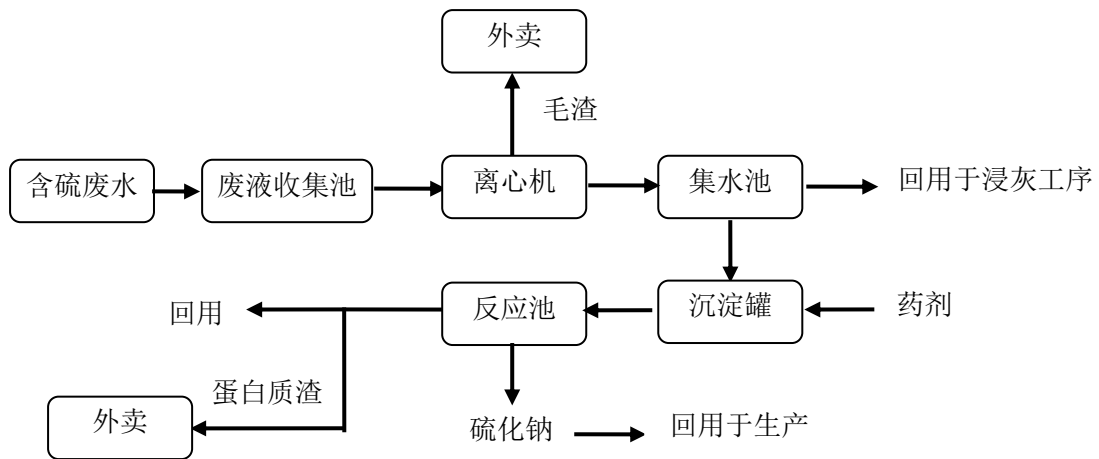 外卖
毛渣
含硫废水
废液收集池
离心机
集水池
回用于浸灰工序
回用
反应池
沉淀罐
药剂
蛋白质渣
外卖
硫化钠
回用于生产